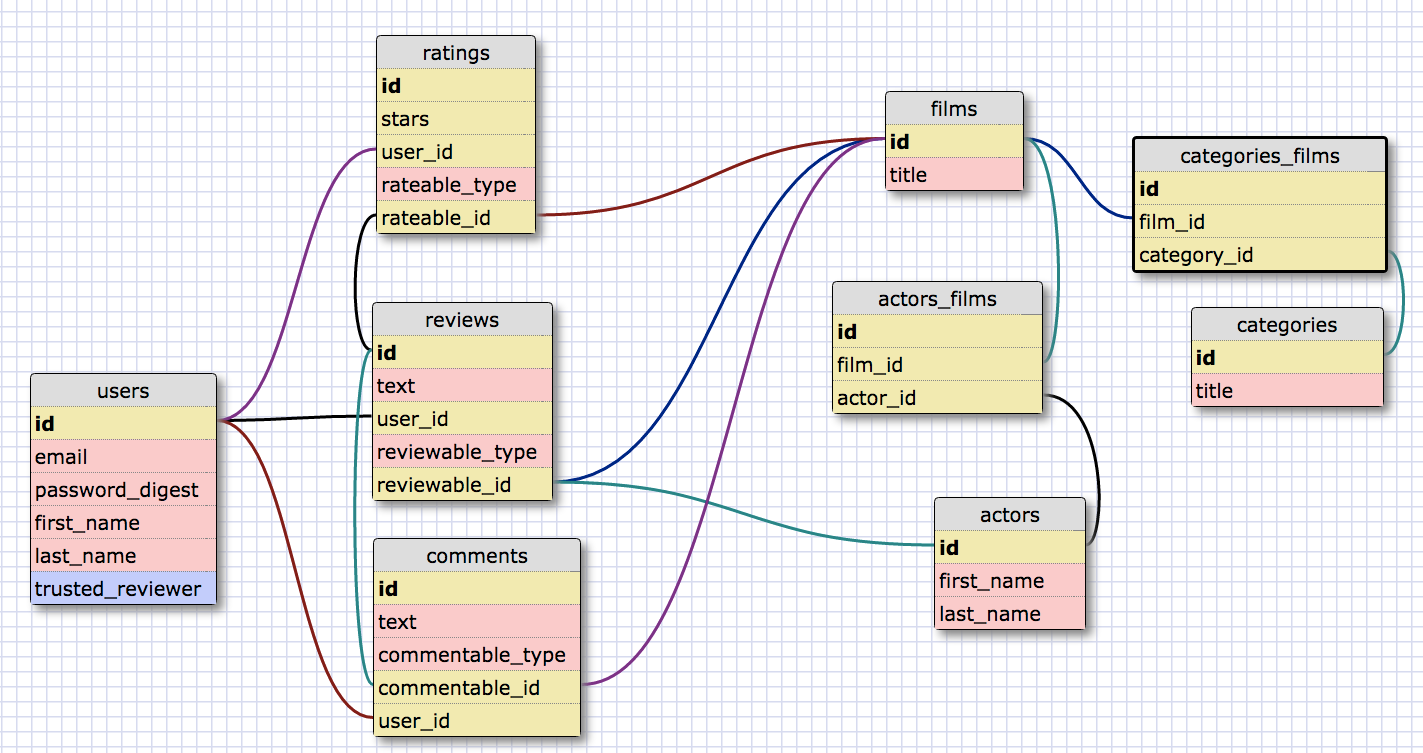 ratings
id
stars
user_id
rateable_type
rateable_id
films
id
title
categories_films
id
film_id
category_id
reviews
id
text
user_id
reviewable_type
reviewable_id
actors_films
id
film_id
actor_id
categories
id
title
users
id
email
password_digest
first_name
last_name
trusted_reviewer
comments
id
text
commentable_type
commentable_id
user_id
actors
id
first_name
last_name